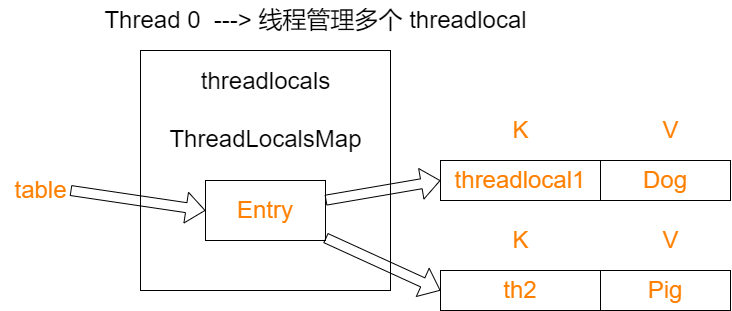 Thread 0 ---> 线程管理多个 threadlocal
threadlocals
ThreadLocalsMap
table
Entry
K V
threadlocal1 Dog
K V
th2 Pig